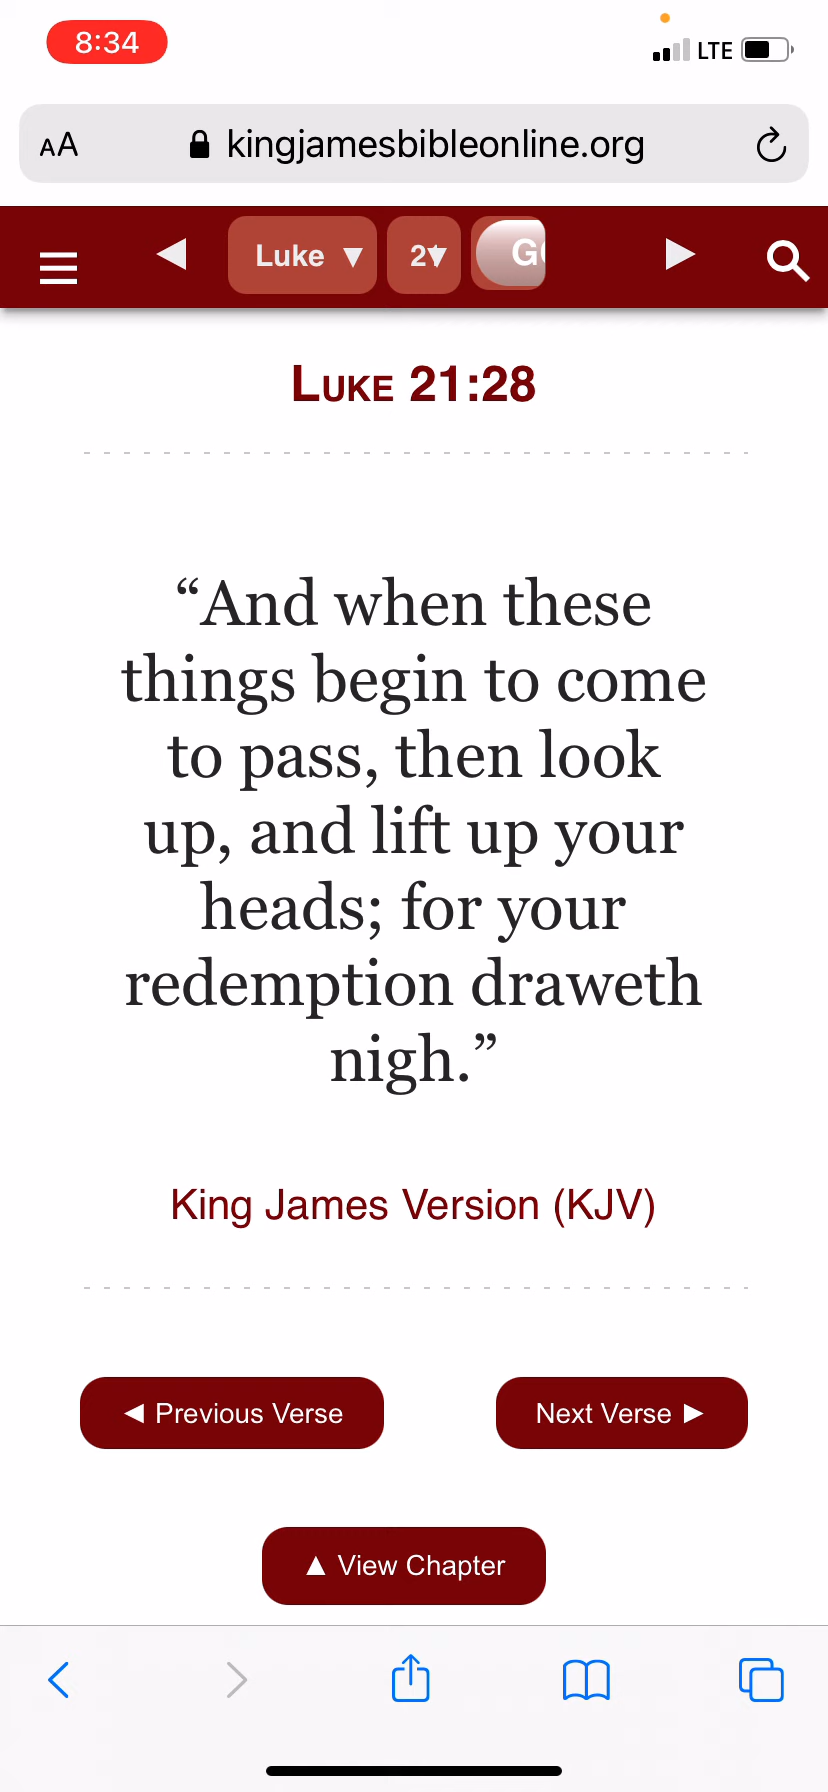 8:34
LTE
AA kingjamesbibleonline.org
Luke ▼ 2▼ G
Luke 21:28
“And when these
things begin to come
to pass, then look
up, and lift up your
heads; for your
redemption draweth
nigh.”
King James Version (KJV)
◀ Previous Verse
Next Verse ▶
▲ View Chapter